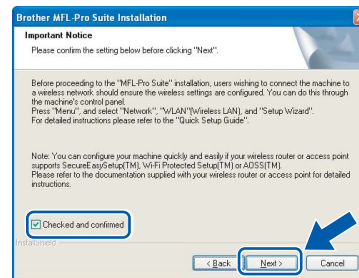 Brother MFL-Pro Suite Installation
Important Notice
Please confirm the setting below before clicking "Next".
Before proceeding to the "MFL-Pro Suite" installation, users wishing to connect the machine to
a wireless network should ensure the wireless settings are configured. You can do this through
the machine's control panel.
Press "Menu", and select "Network", "WLAN"(Wireless LAN), and "Setup Wizard".
For detailed instructions please refer to the "Quick Setup Guide".
Note: You can configure your machine quickly and easily if your wireless router or access point
supports SecureEasySetup(TM), Wi-Fi Protected Setup(TM) or AOSS(TM).
Please refer to the documentation supplied with your wireless router or access point for detailed
instructions.
Checked and confirmed
< Back Next > Cancel